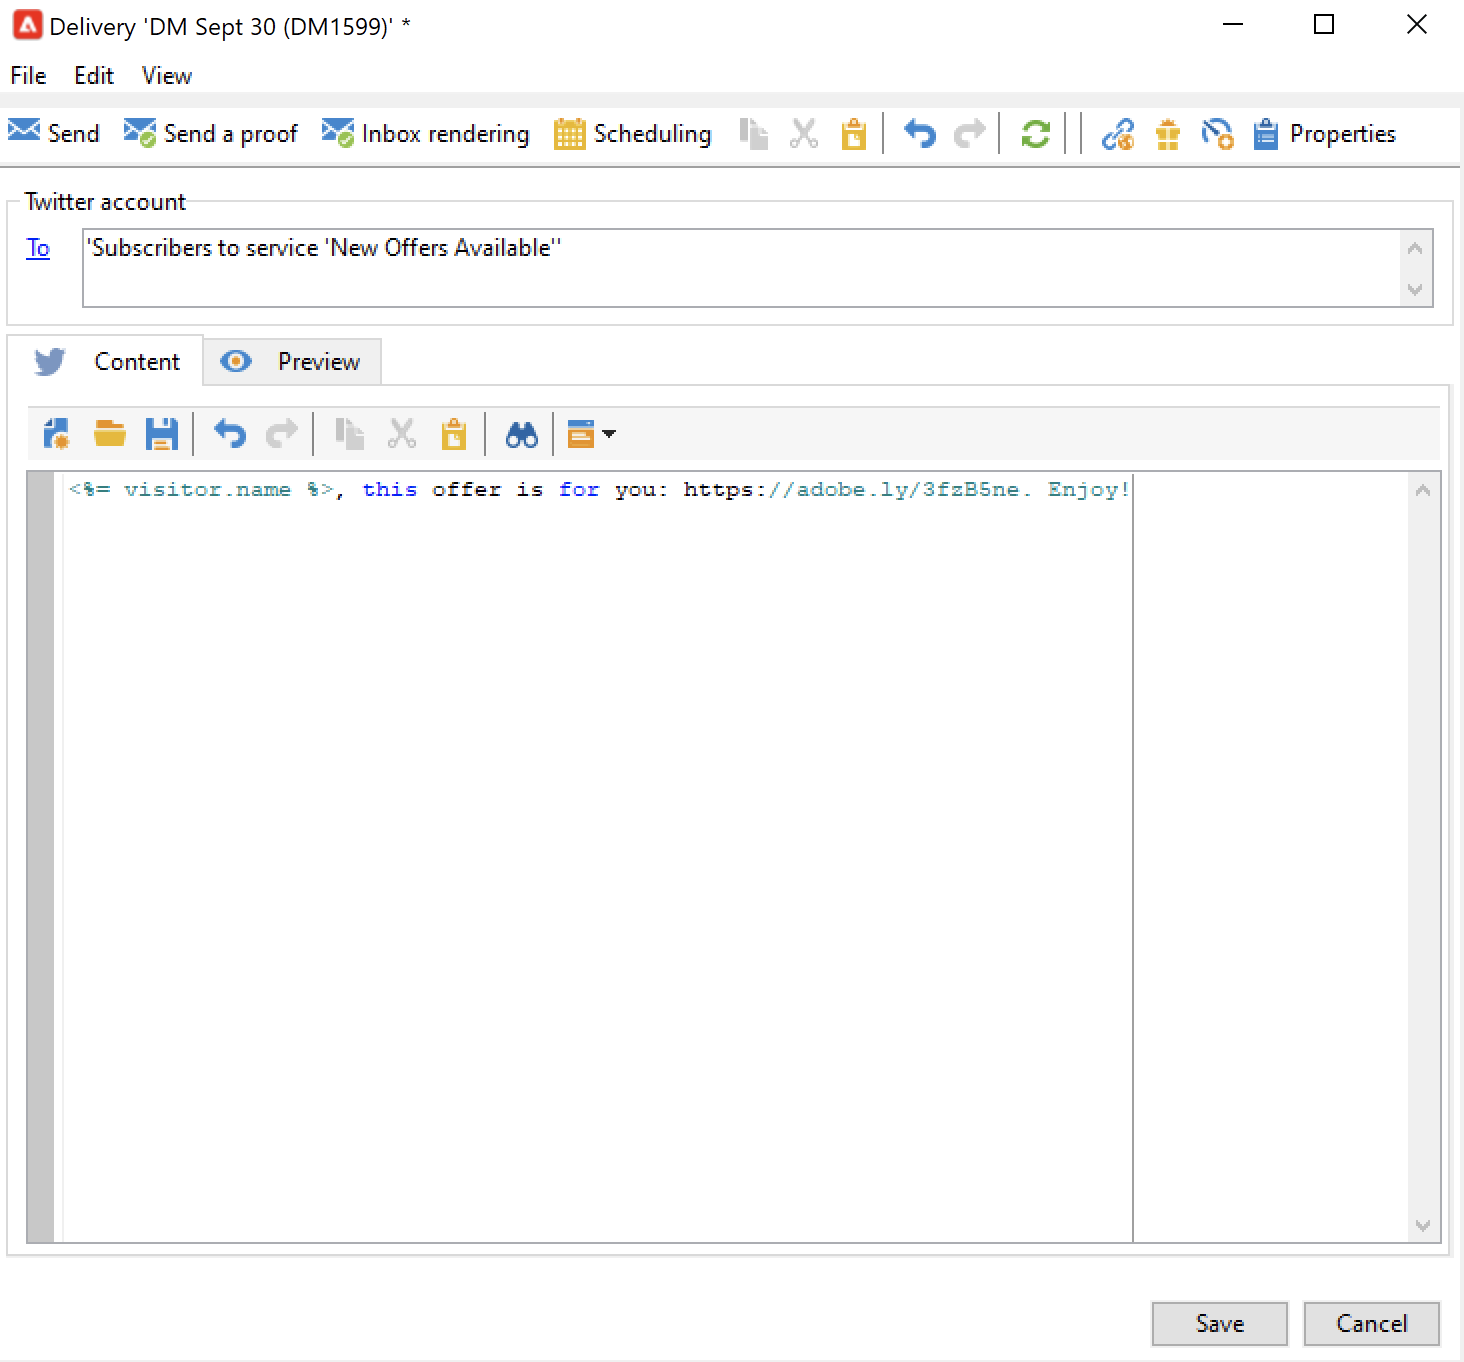 Delivery 'DM Sept 30 (DM1599)' *
File Edit View
Send Send a proof Inbox rendering Scheduling Properties
Twitter account
To 'Subscribers to service 'New Offers Available''
Content Preview
<%= visitor.name %>, this offer is for you: https://adobe.ly/3fzB5ne. Enjoy!
Save Cancel